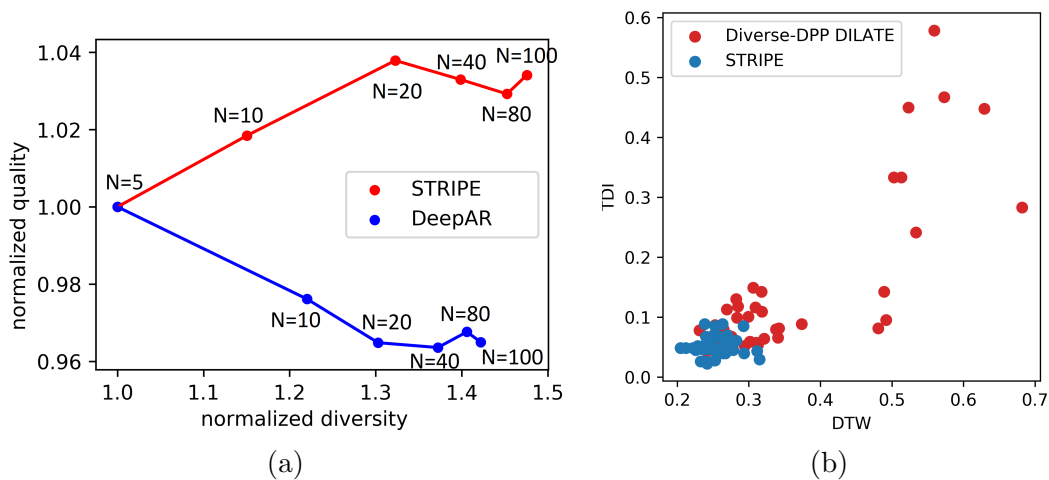 1.04
1.02
1.00
0.98
0.96
normalized quality
N=5
N=10
N=20
N=40
N=80
N=100
STRIPE
DeepAR
N=10
N=20
N=40
N=80
N=100
1.0
1.1
1.2
1.3
1.4
1.5
normalized diversity
(a)
0.6
0.5
0.4
0.3
0.2
0.1
0.0
TDI
Diverse-DPP DILATE
STRIPE
0.2
0.3
0.4
0.5
0.6
0.7
DTW
(b)